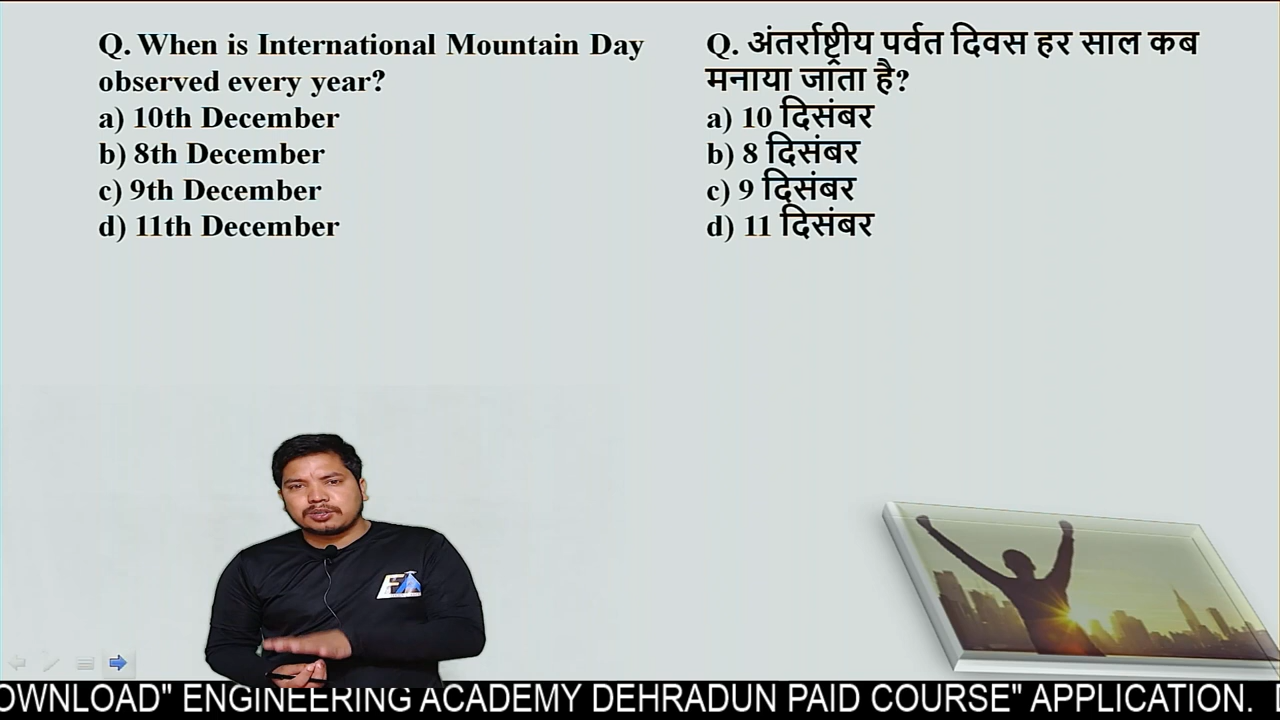 Q. When is International Mountain Day
observed every year?
a) 10th December
b) 8th December
c) 9th December
d) 11th December
Q. अंतर्राष्ट्रीय पर्वत दिवस हर साल कब
मनाया जाता है?
a) 10 दिसंबर
b) 8 दिसंबर
c) 9 दिसंबर
d) 11 दिसंबर
EA
OWNLOAD" ENGINEERING ACADEMY DEHRADUN PAID COURSE" APPLICATION.